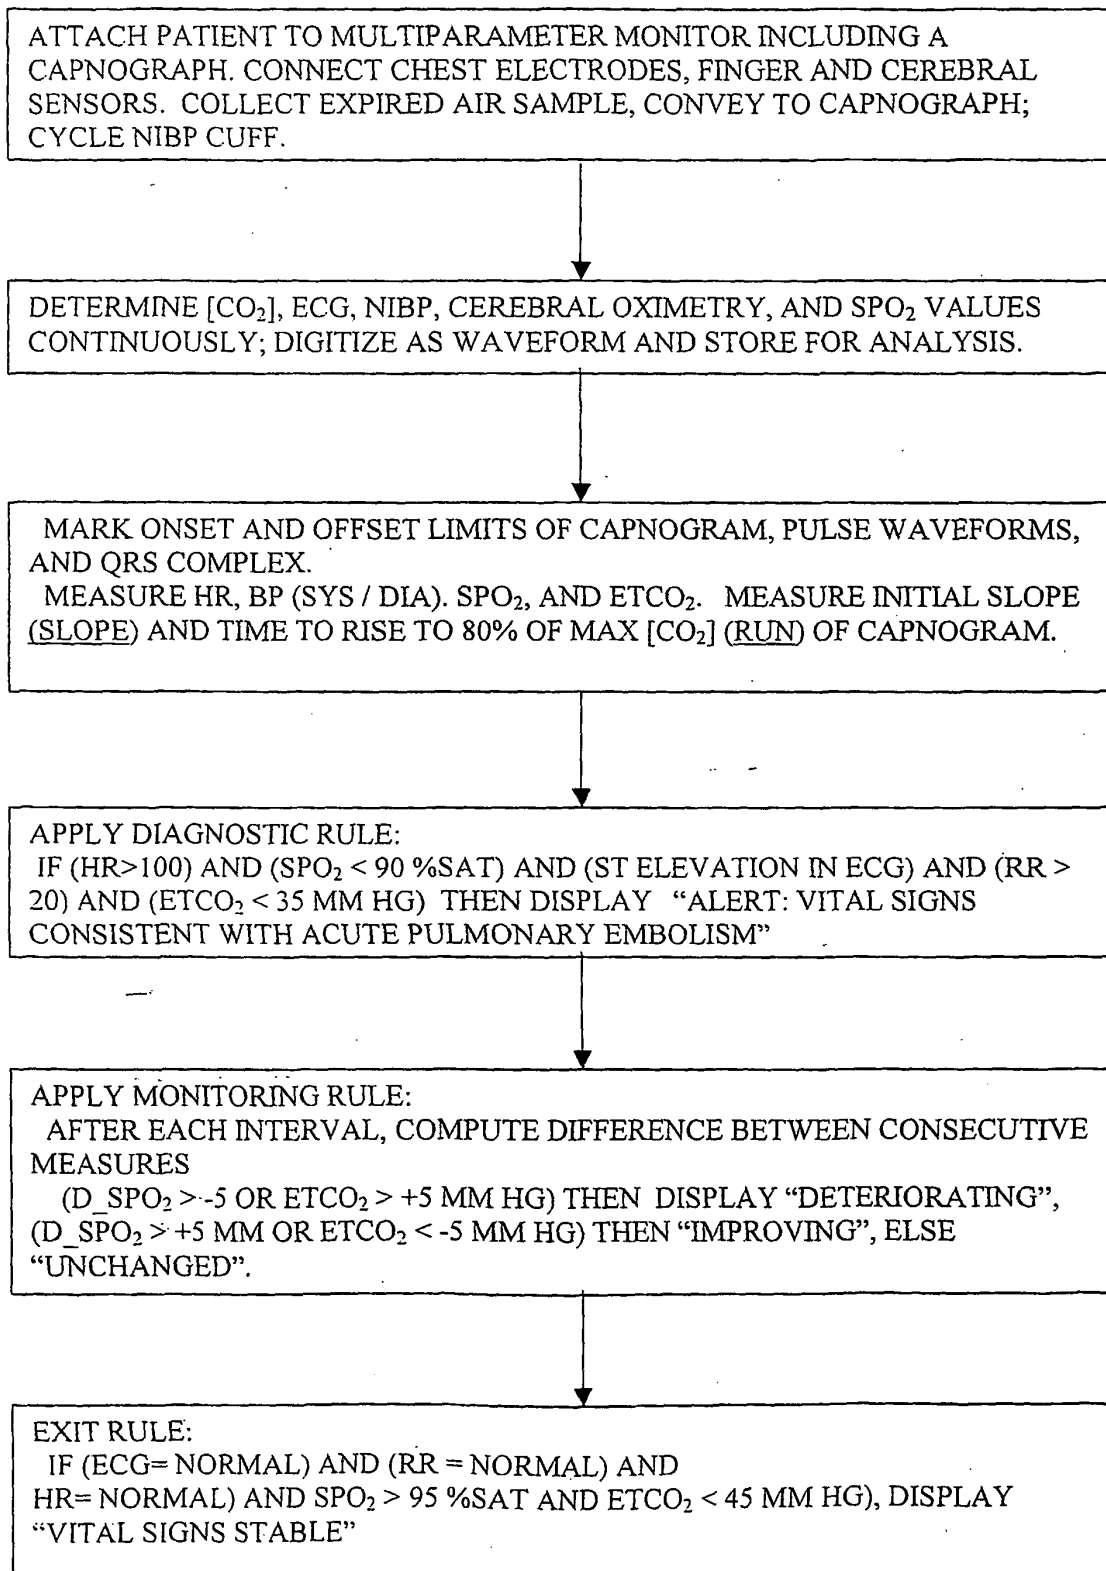 ATTACH PATIENT TO MULTIPARAMETER MONITOR INCLUDING A
CAPNOGRAPH. CONNECT CHEST ELECTRODES, FINGER AND CEREBRAL
SENSORS. COLLECT EXPIRED AIR SAMPLE, CONVEY TO CAPNOGRAPH;
CYCLE NIBP CUFF.
DETERMINE [CO₂], ECG, NIBP, CEREBRAL OXIMETRY, AND SPO₂ VALUES
CONTINUOUSLY; DIGITIZE AS WAVEFORM AND STORE FOR ANALYSIS.
MARK ONSET AND OFFSET LIMITS OF CAPNOGRAM, PULSE WAVEFORMS,
AND QRS COMPLEX.
MEASURE HR, BP (SYS / DIA). SPO₂, AND ETCO₂. MEASURE INITIAL SLOPE
(SLOPE) AND TIME TO RISE TO 80% OF MAX [CO₂] (RUN) OF CAPNOGRAM.
APPLY DIAGNOSTIC RULE:
IF (HR>100) AND (SPO₂ < 90 %SAT) AND (ST ELEVATION IN ECG) AND (RR >
20) AND (ETCO₂ < 35 MM HG) THEN DISPLAY “ALERT: VITAL SIGNS
CONSISTENT WITH ACUTE PULMONARY EMBOLISM”
APPLY MONITORING RULE:
AFTER EACH INTERVAL, COMPUTE DIFFERENCE BETWEEN CONSECUTIVE
MEASURES
(D_SPO₂ > -5 OR ETCO₂ > +5 MM HG) THEN DISPLAY “DETERIORATING”,
(D_SPO₂ > +5 MM OR ETCO₂ < -5 MM HG) THEN “IMPROVING”, ELSE
“UNCHANGED”.
EXIT RULE:
IF (ECG= NORMAL) AND (RR = NORMAL) AND
HR= NORMAL) AND SPO₂ > 95 %SAT AND ETCO₂ < 45 MM HG), DISPLAY
“VITAL SIGNS STABLE”